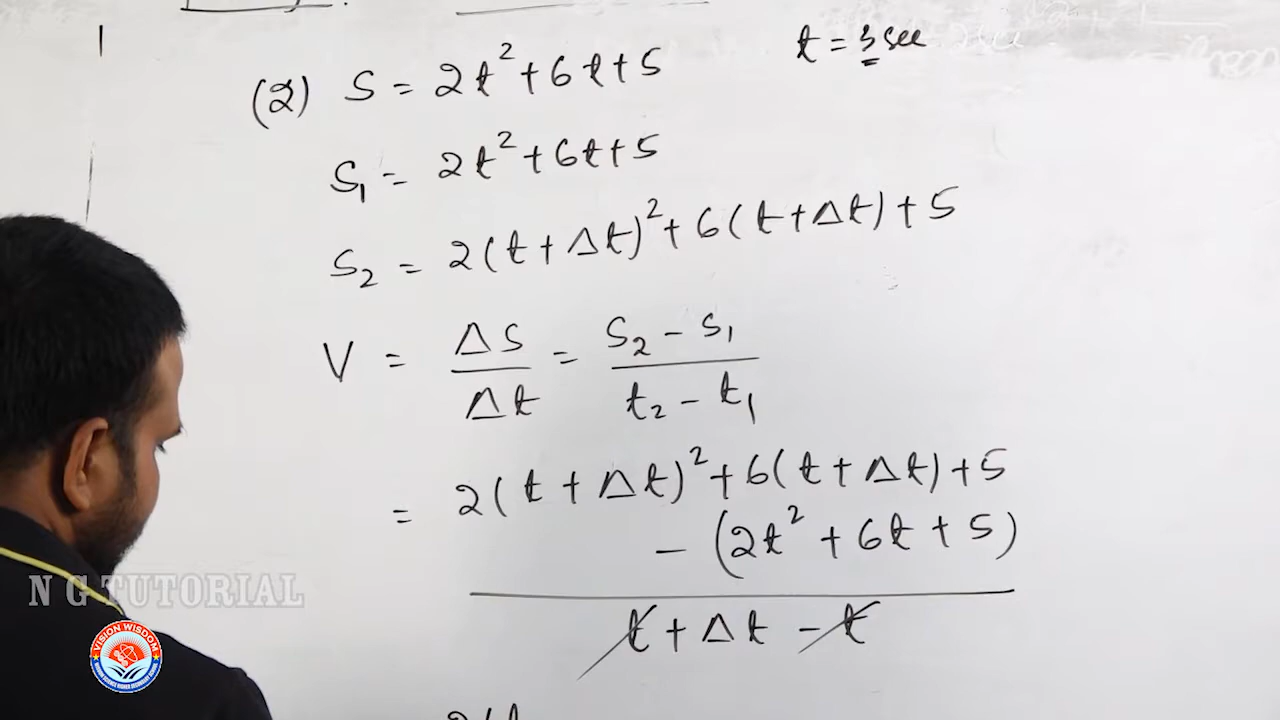 t = 3 sec
(2) S = 2t² + 6t + 5
S₁ = 2t² + 6t + 5
S₂ = 2(t + Δt)² + 6(t + Δt) + 5
V = ΔS/Δt = S₂ - S₁/t₂ - t₁
= 2(t + Δt)² + 6(t + Δt) + 5
- (2t² + 6t + 5)
t + Δt - t
N G TUTORIAL
VISION WISDOM